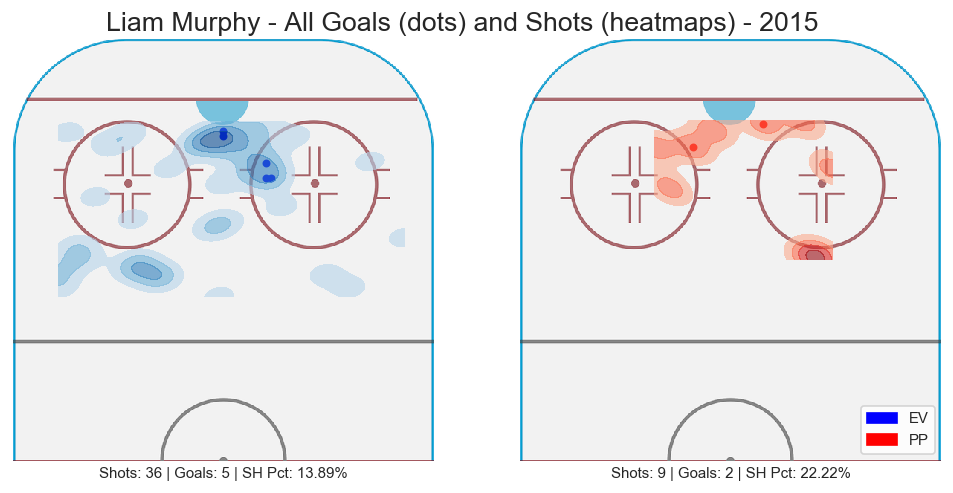 Liam Murphy - All Goals (dots) and Shots (heatmaps) - 2015
EV
PP
Shots: 36 | Goals: 5 | SH Pct: 13.89%
Shots: 9 | Goals: 2 | SH Pct: 22.22%